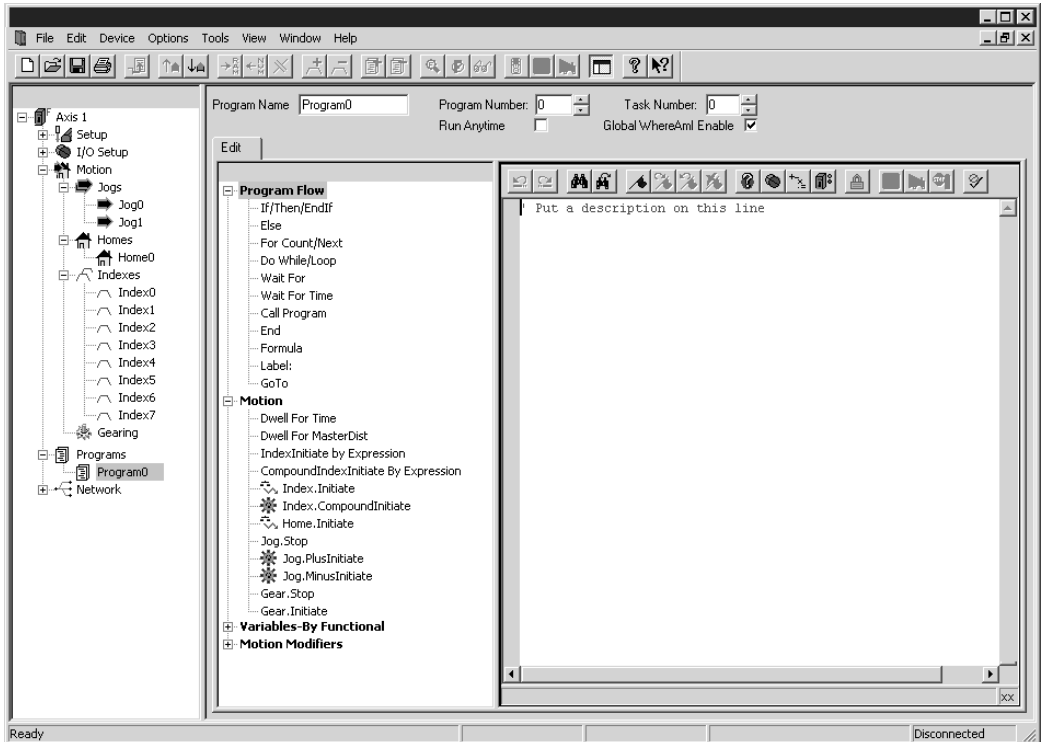 File Edit Device Options Tools View Window Help
Axis 1
Setup
I/O Setup
Motion
Jogs
Jog0
Jog1
Homes
Home0
Indexes
Index0
Index1
Index2
Index3
Index4
Index5
Index6
Index7
Gearing
Programs
Program0
Network
Program Name Program0 Program Number: 0 Task Number: 0
Run Anytime Global WhereAmI Enable
Edit
Program Flow
If/Then/EndIf
Else
For Count/Next
Do While/Loop
Wait For
Wait For Time
Call Program
End
Formula
Label:
GoTo
Motion
Dwell For Time
Dwell For MasterDist
IndexInitiate by Expression
CompoundIndexInitiate By Expression
Index.Initiate
Index.CompoundInitiate
Home.Initiate
Jog.Stop
Jog.PlusInitiate
Jog.MinusInitiate
Gear.Stop
Gear.Initiate
Variables-By Functional
Motion Modifiers
' Put a description on this line
xx
Ready Disconnected